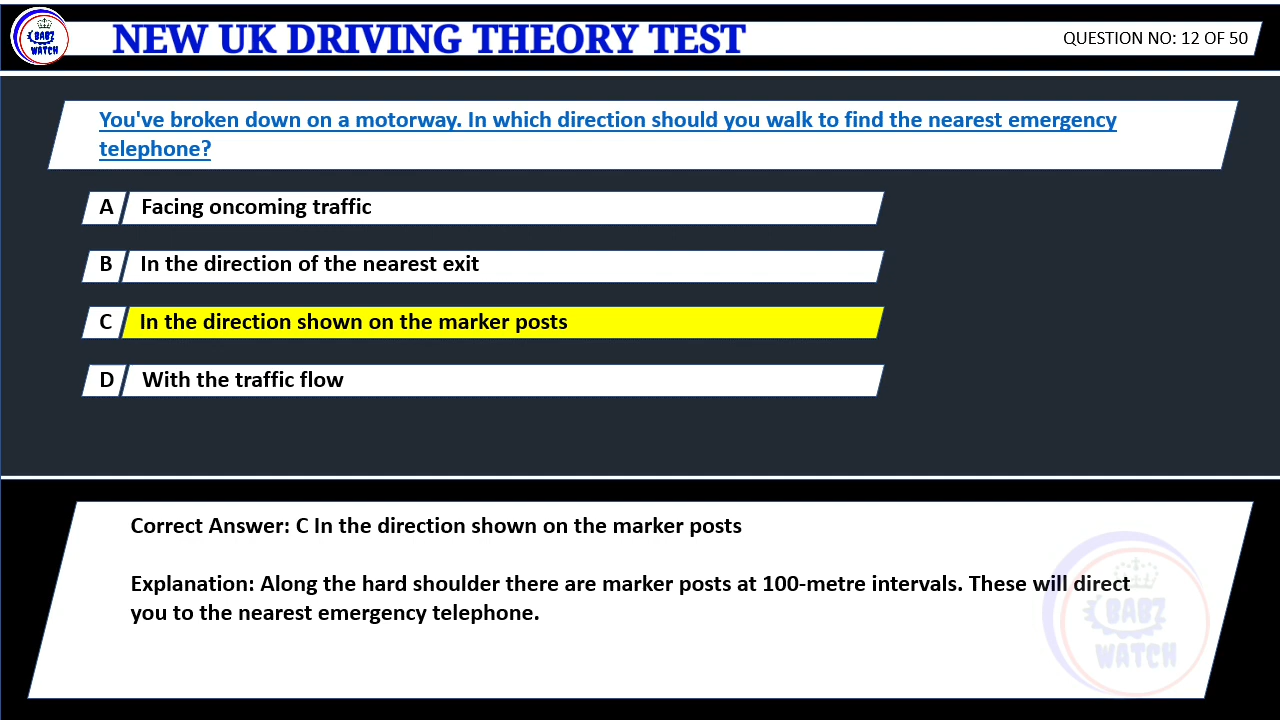 BABZ
WATCH
NEW UK DRIVING THEORY TEST
QUESTION NO: 12 OF 50
You've broken down on a motorway. In which direction should you walk to find the nearest emergency
telephone?
A Facing oncoming traffic
B In the direction of the nearest exit
C In the direction shown on the marker posts
D With the traffic flow
Correct Answer: C In the direction shown on the marker posts
Explanation: Along the hard shoulder there are marker posts at 100-metre intervals. These will direct
you to the nearest emergency telephone.
BABZ
WATCH